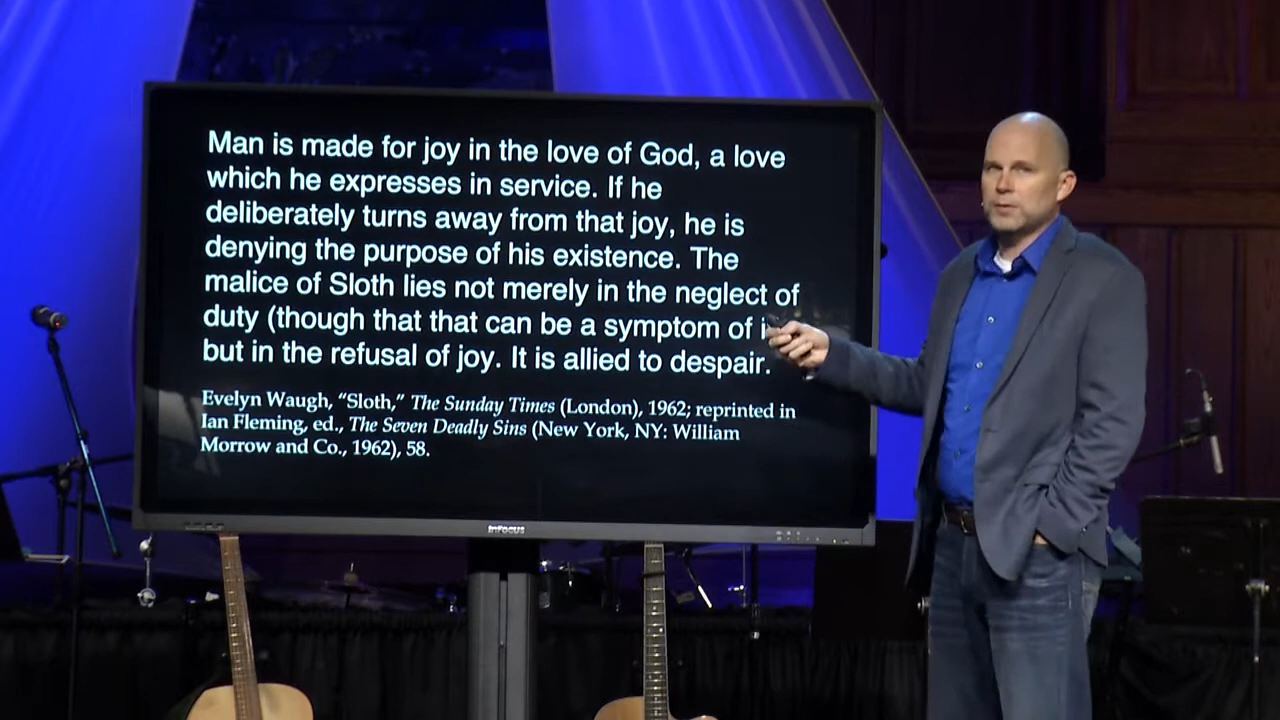 Man is made for joy in the love of God, a love
which he expresses in service. If he
deliberately turns away from that joy, he is
denying the purpose of his existence. The
malice of Sloth lies not merely in the neglect of
duty (though that that can be a symptom of
but in the refusal of joy. It is allied to despair.
Evelyn Waugh, “Sloth,” The Sunday Times (London), 1962; reprinted in
Ian Fleming, ed., The Seven Deadly Sins (New York, NY: William
Morrow and Co., 1962), 58.
InFocus